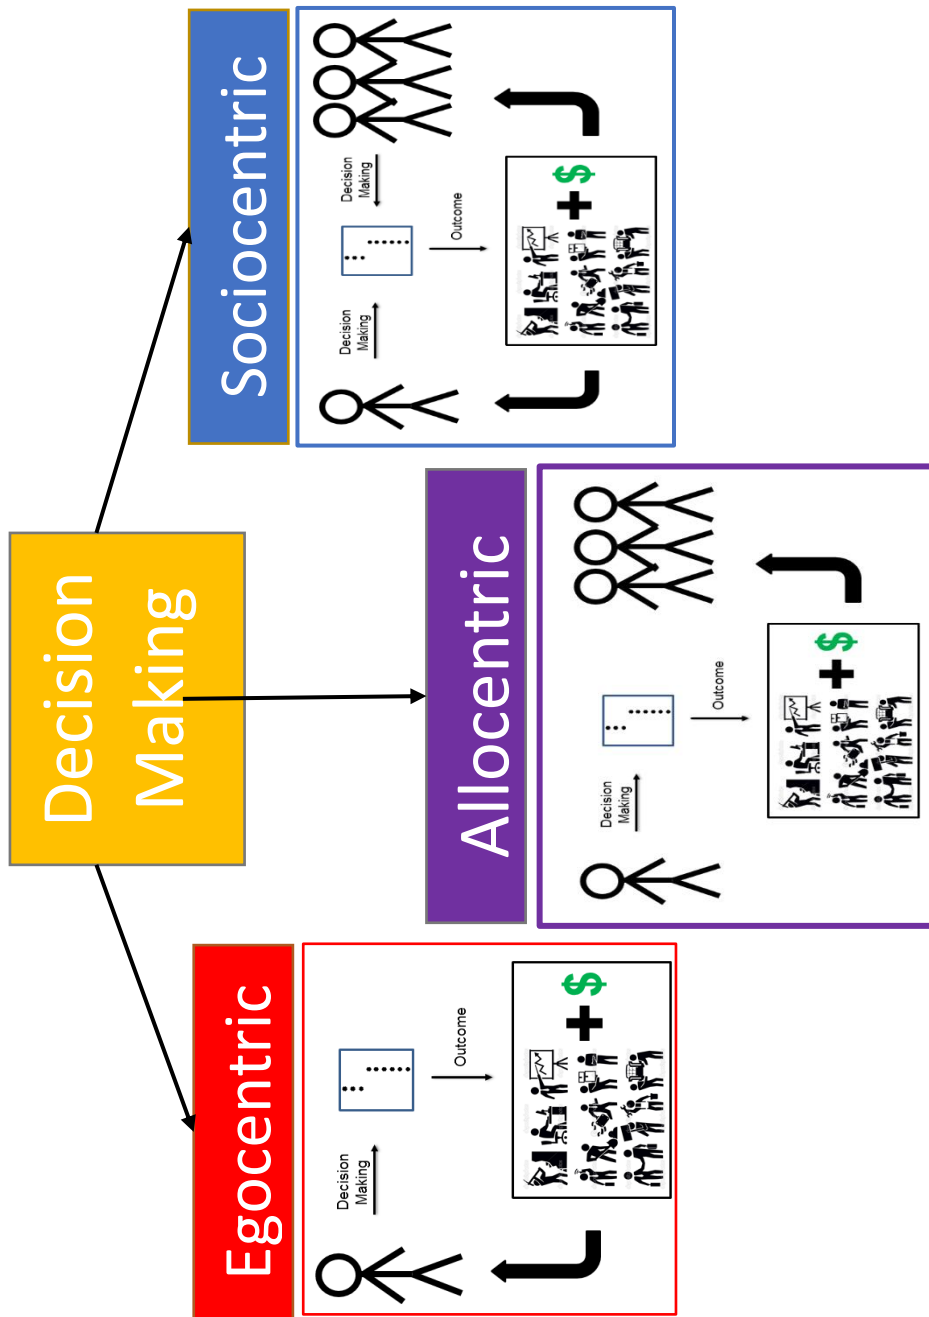 Decision
Making
Egocentric
Decision
Making
Outcome
$
Allocentric
Decision
Making
Outcome
$
Sociocentric
Decision
Making
Decision
Making
Outcome
$